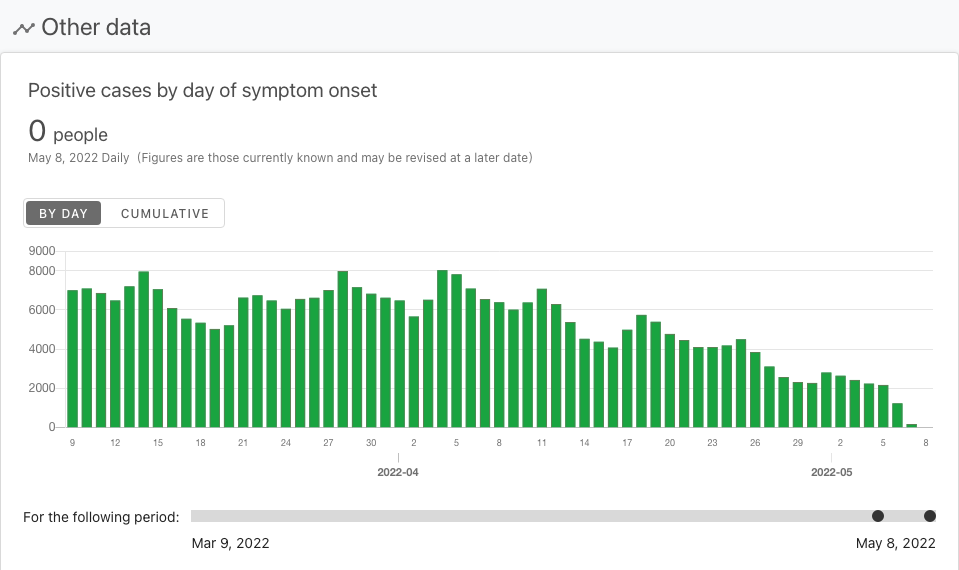 Other data
Positive cases by day of symptom onset
0 people
May 8, 2022 Daily (Figures are those currently known and may be revised at a later date)
BY DAY CUMULATIVE
9000
8000
6000
4000
2000
0
9 12 15 18 21 24 27 30 2 5 8 11 14 17 20 23 26 29 2 5 8
2022-04 2022-05
For the following period:
Mar 9, 2022 May 8, 2022